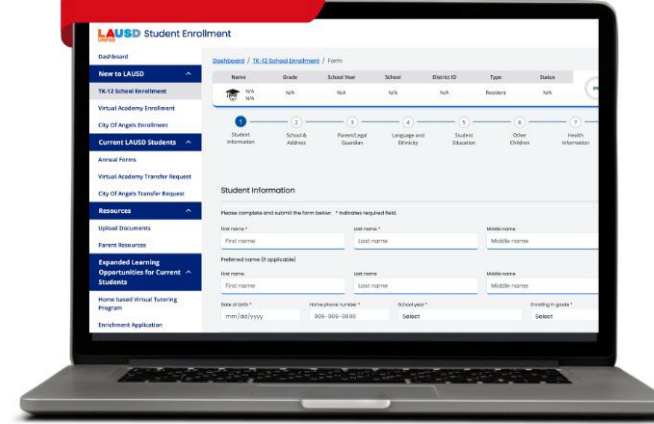 LAUSD Student Enrollment
UNIFIED
Dashboard
New to LAUSD
TK-12 School Enrollment
Virtual Academy Enrollment
City Of Angels Enrollment
Current LAUSD Students
Annual Forms
Virtual Academy Transfer Request
City Of Angels Transfer Request
Resources
Upload Documents
Parent Resources
Expanded Learning
Opportunities for Current
Students
Home based Virtual Tutoring
Program
Enrichment Application
Dashboard / TK-12 School Enrollment / Form
Name Grade School Year School District ID Type Status
N/A N/A N/A N/A N/A Resident N/A
N/A
1 2 3 4 5 6 7
Student Information
School & Address
Parent/Legal Guardian
Language and Ethnicity
Student Education
Other Children
Health Information
Student Information
Please complete and submit the form below: * Indicates required field.
First name * Last name * Middle name
First name Last name Middle name
Preferred name (if applicable)
First name Last name Middle name
First name Last name Middle name
Date of birth * Home phone number * School year * Enrolling in grade *
mm/dd/yyyy 999-999-9999 Select Select